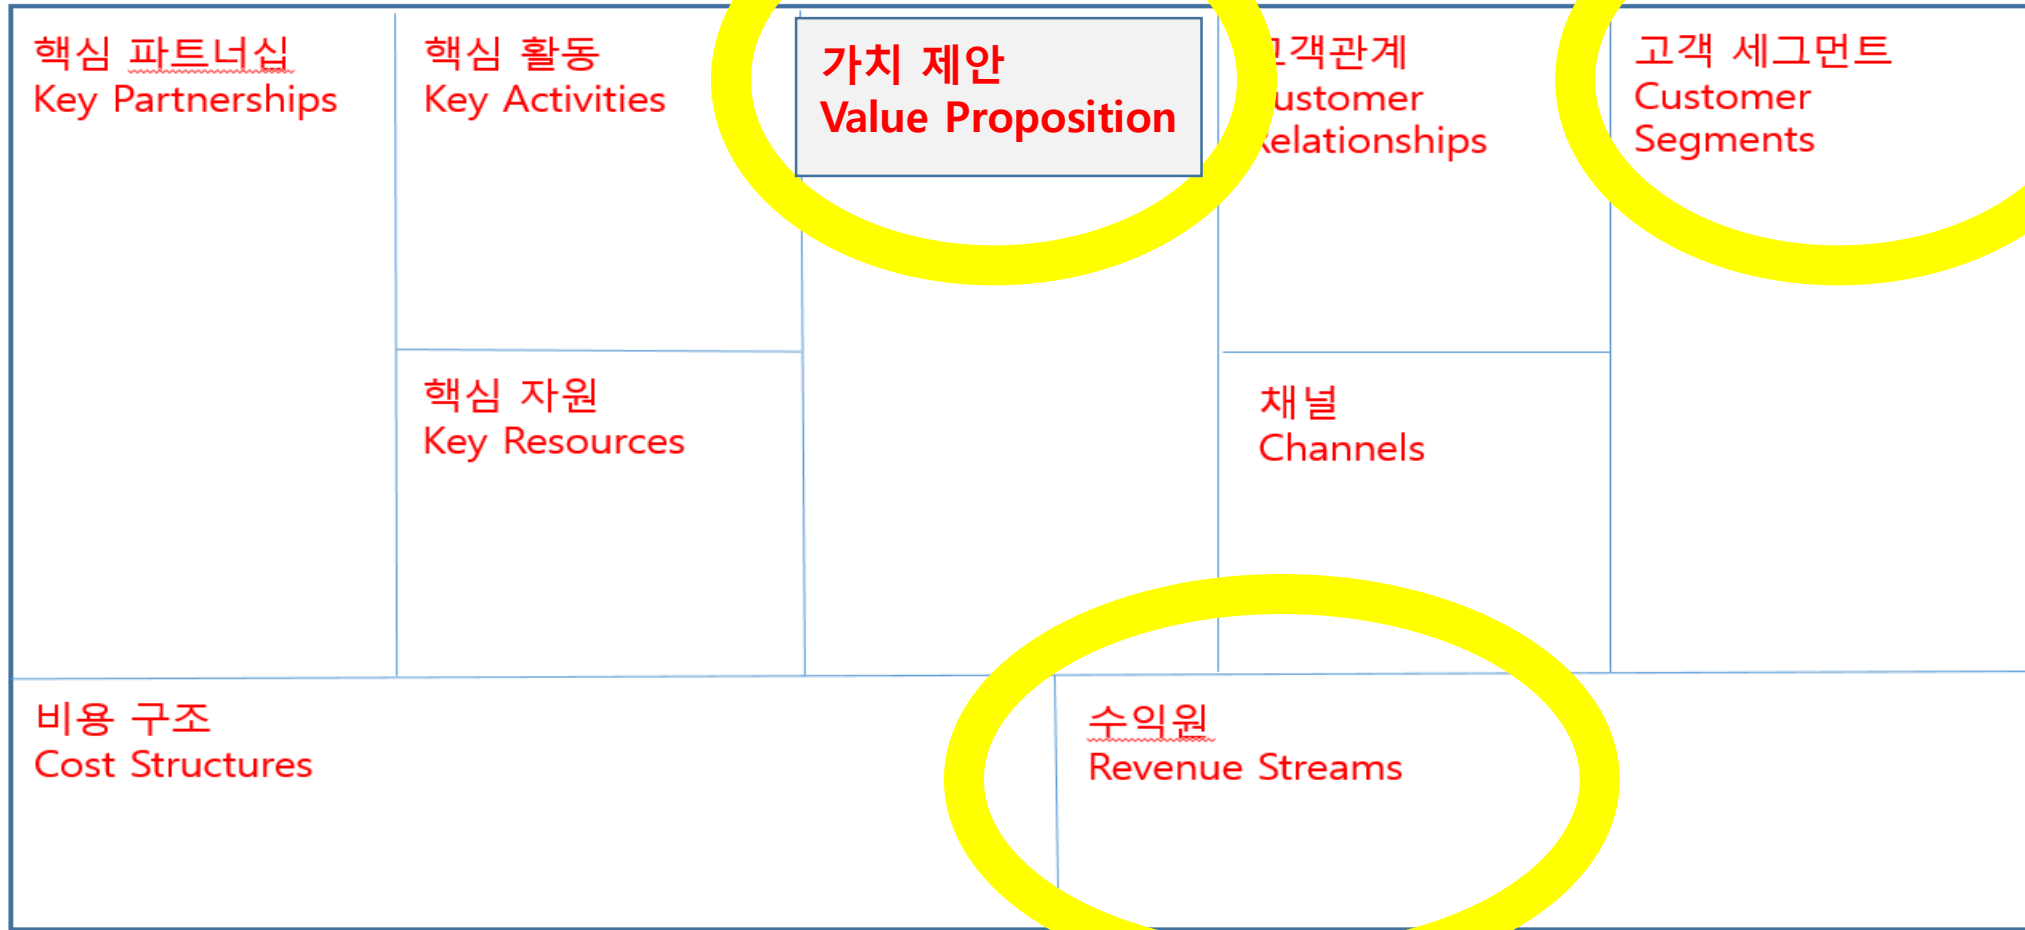 핵심 파트너십
Key Partnerships
핵심 활동
Key Activities
가치 제안
Value Proposition
고객관계
Customer
Relationships
고객 세그먼트
Customer
Segments
핵심 자원
Key Resources
채널
Channels
비용 구조
Cost Structures
수익원
Revenue Streams